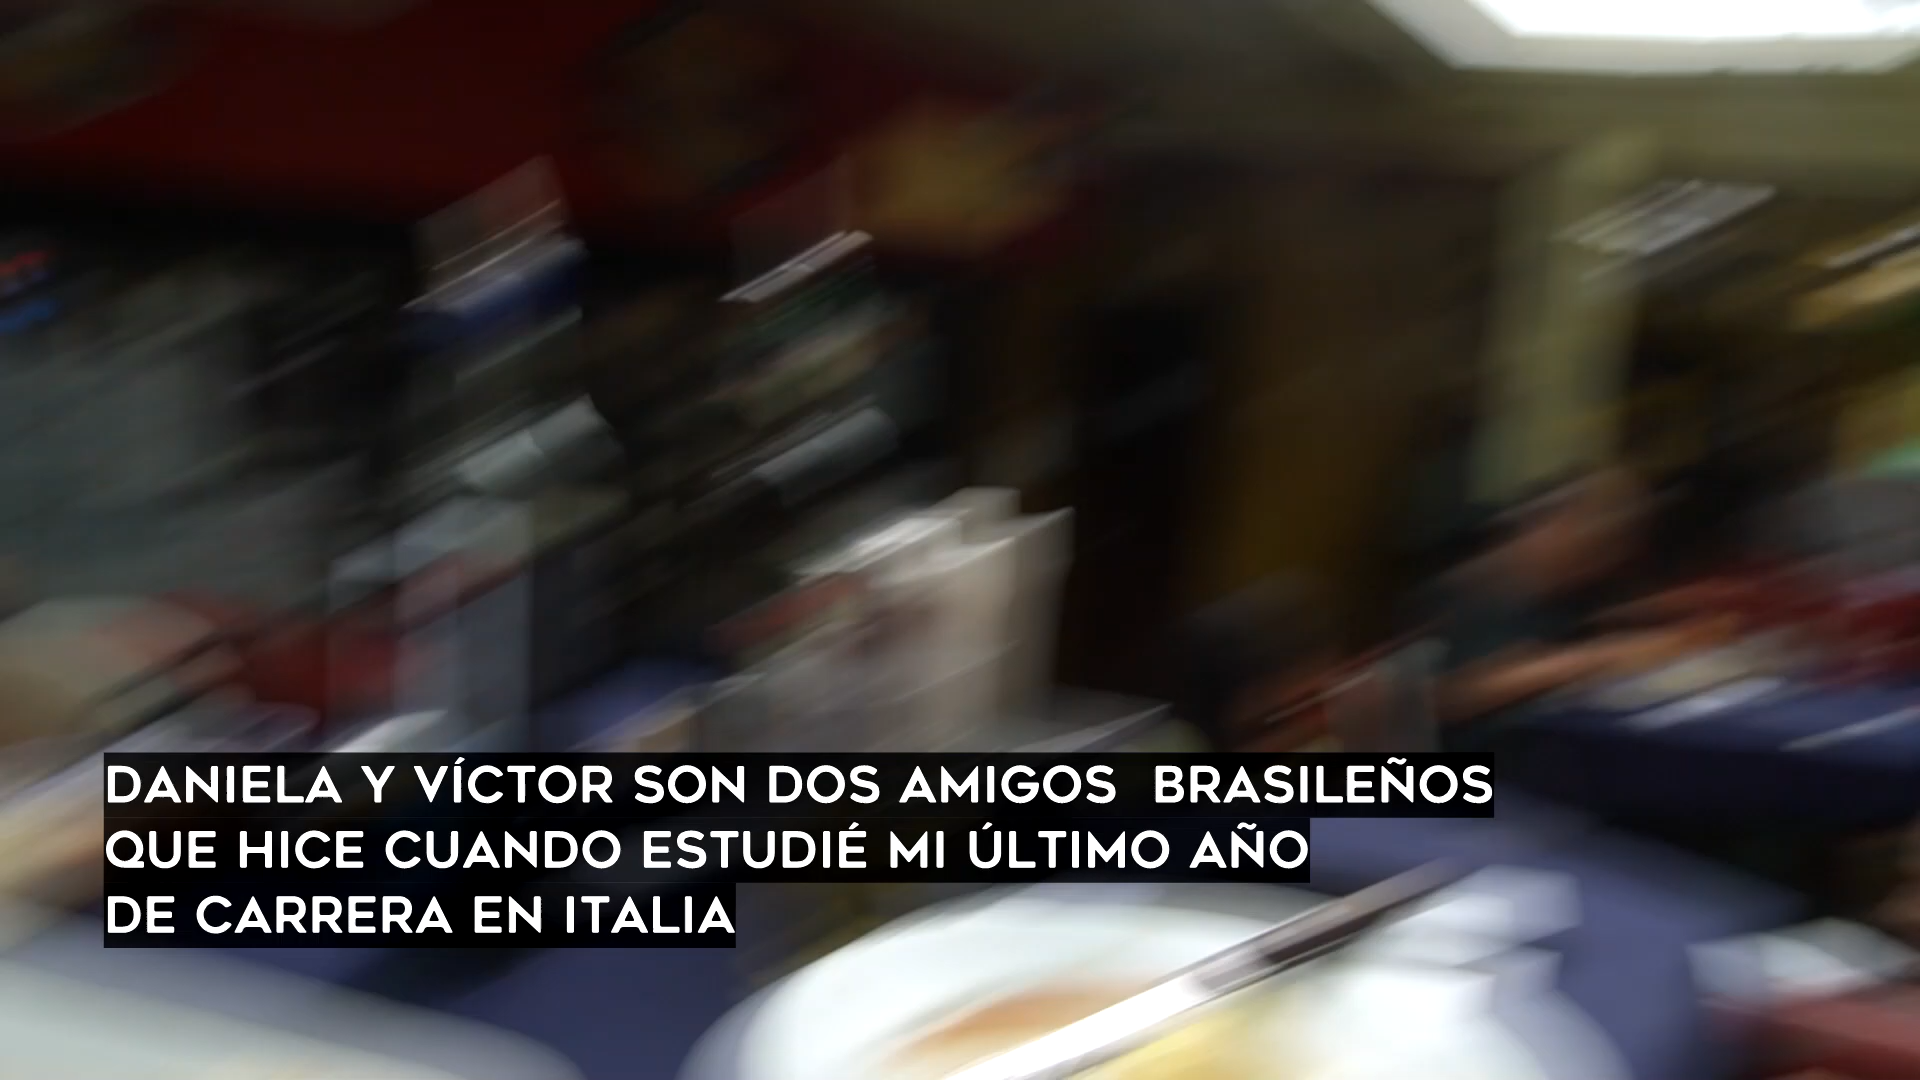 DANIELA Y VÍCTOR SON DOS AMIGOS  BRASILEÑOS
QUE HICE CUANDO ESTUDIÉ MI ÚLTIMO AÑO
DE CARRERA EN ITALIA